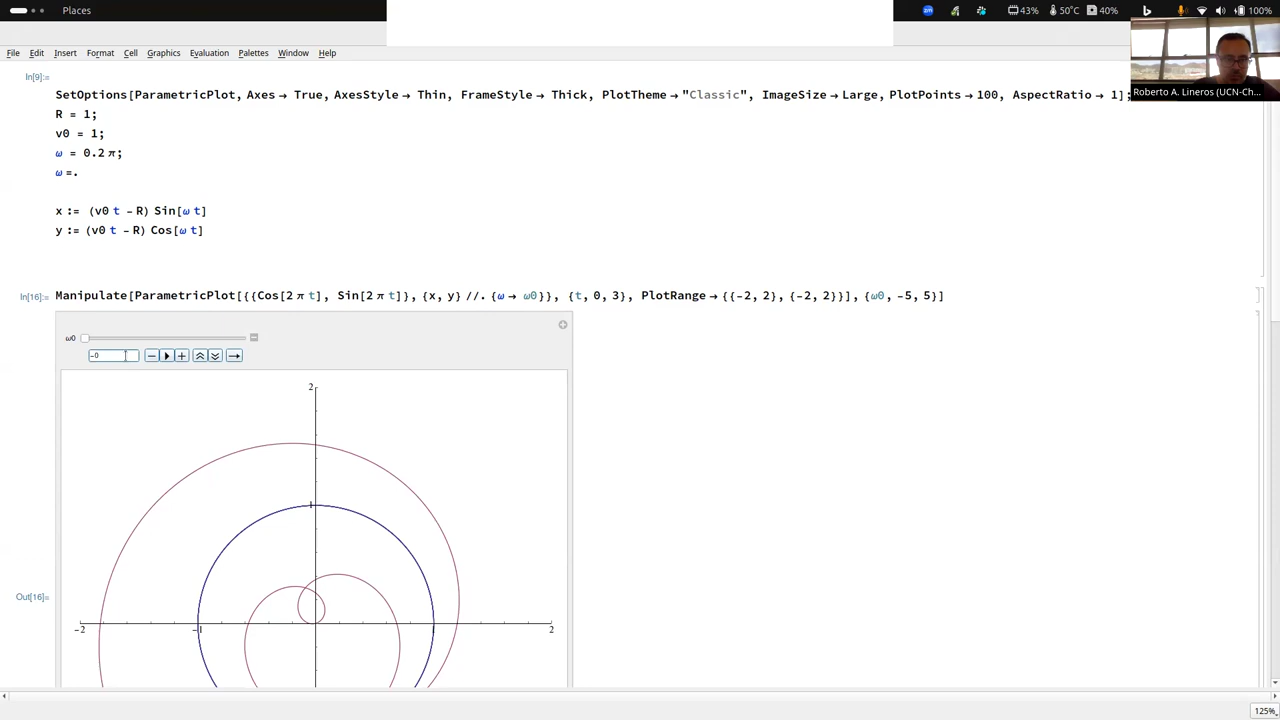 Places
43%
50°C
40%
100%
File Edit Insert Format Cell Graphics Evaluation Palettes Window Help
Roberto A. Lineros (UCN-Ch...
In[9]:=
SetOptions[ParametricPlot, Axes → True, AxesStyle → Thin, FrameStyle → Thick, PlotTheme → "Classic", ImageSize → Large, PlotPoints → 100, AspectRatio → 1];
R = 1;
v0 = 1;
ω = 0.2 π;
ω =.
x := (v0 t - R) Sin[ω t]
y := (v0 t - R) Cos[ω t]
In[16]:= Manipulate[ParametricPlot[{{Cos[2 π t], Sin[2 π t]}, {x, y} //. {ω → ω0}}, {t, 0, 3}, PlotRange → {{-2, 2}, {-2, 2}}], {ω0, -5, 5}]
ω0
-0
2
1
Out[16]=
-2 -1 2
125%